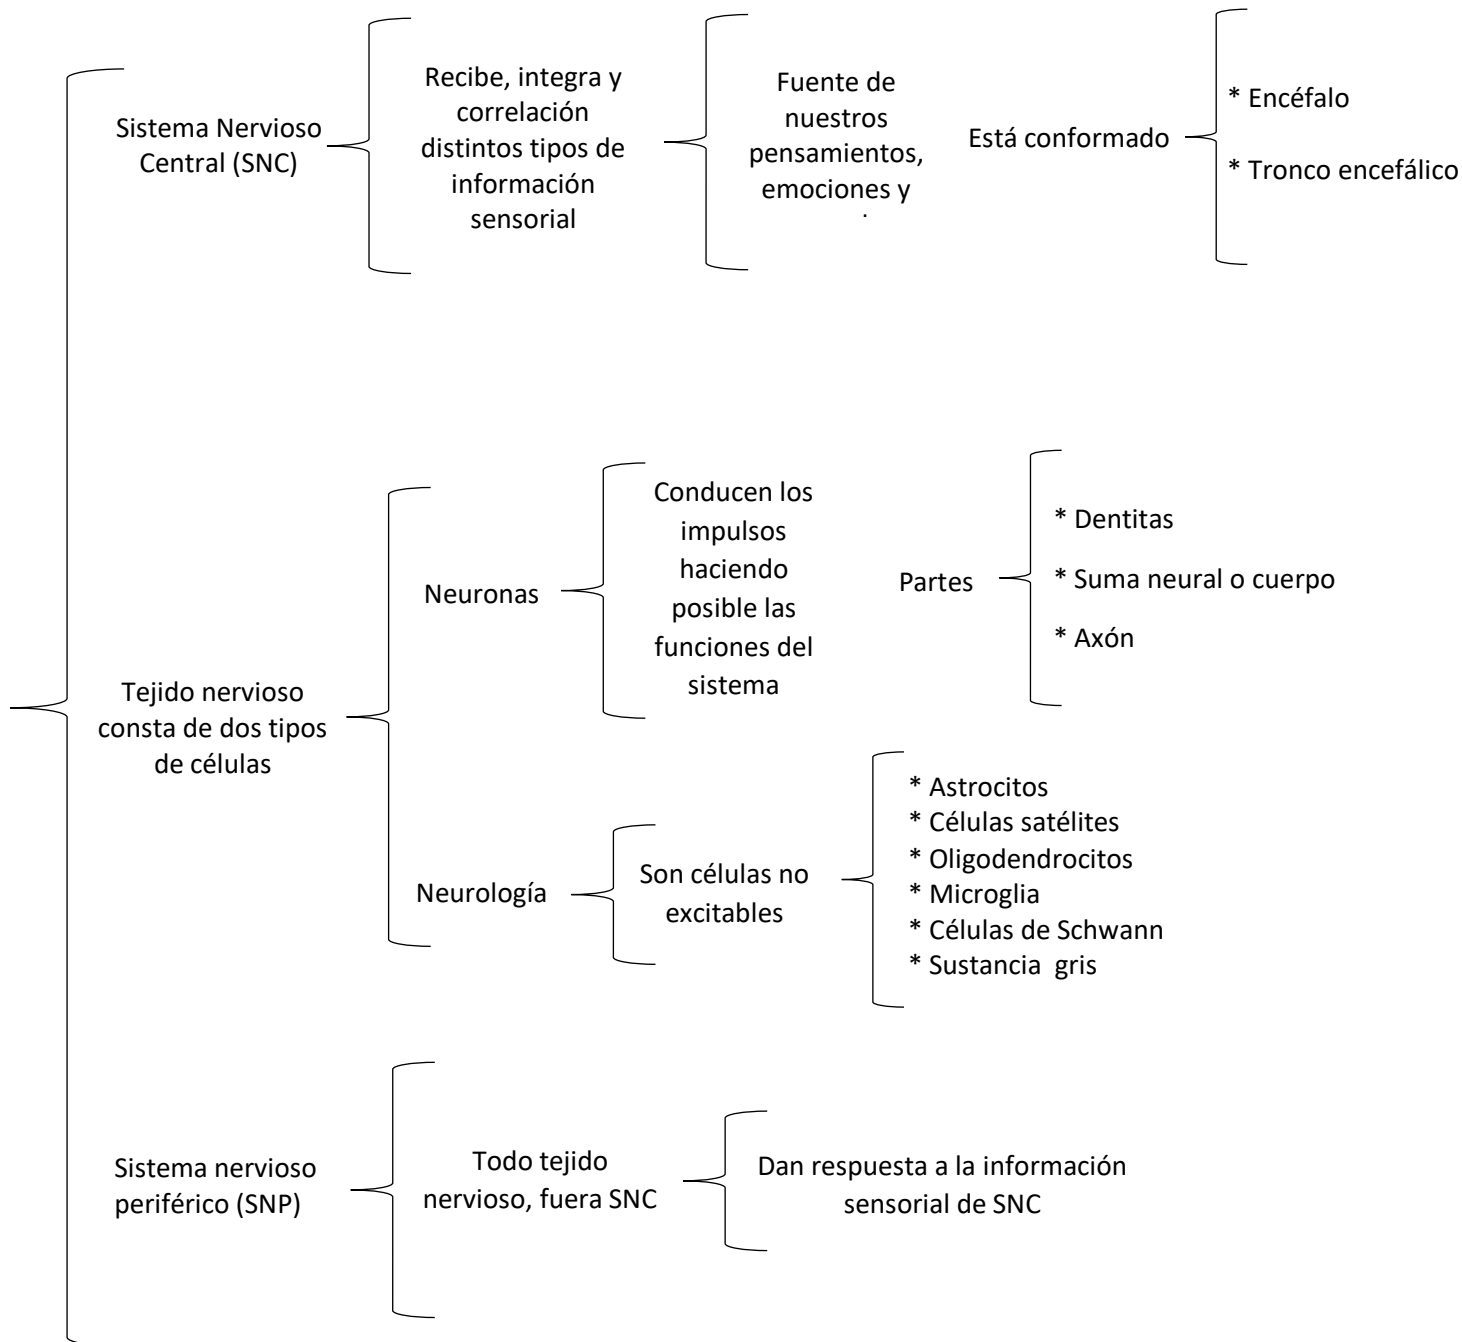 Sistema Nervioso
Central (SNC)
Recibe, integra y
correlación
distintos tipos de
información
sensorial
Fuente de
nuestros
pensamientos,
emociones y
Está conformado
* Encéfalo
* Tronco encefálico
Tejido nervioso
consta de dos tipos
de células
Neuronas
Conducen los
impulsos
haciendo
posible las
funciones del
sistema
Partes
* Dentitas
* Suma neural o cuerpo
* Axón
Neurología
Son células no
excitables
* Astrocitos
* Células satélites
* Oligodendrocitos
* Microglia
* Células de Schwann
* Sustancia gris
Sistema nervioso
periférico (SNP)
Todo tejido
nervioso, fuera SNC
Dan respuesta a la información
sensorial de SNC